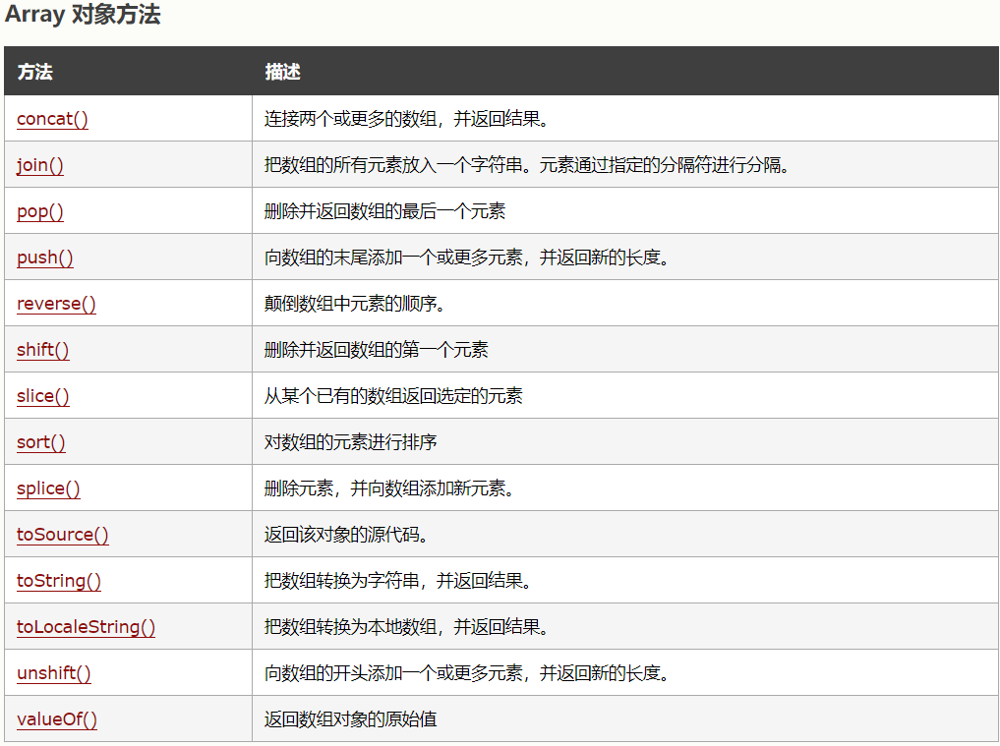 Array 对象方法
方法 描述
concat() 连接两个或更多的数组，并返回结果。
join() 把数组的所有元素放入一个字符串。元素通过指定的分隔符进行分隔。
pop() 删除并返回数组的最后一个元素
push() 向数组的末尾添加一个或更多元素，并返回新的长度。
reverse() 颠倒数组中元素的顺序。
shift() 删除并返回数组的第一个元素
slice() 从某个已有的数组返回选定的元素
sort() 对数组的元素进行排序
splice() 删除元素，并向数组添加新元素。
toSource() 返回该对象的源代码。
toString() 把数组转换为字符串，并返回结果。
toLocaleString() 把数组转换为本地数组，并返回结果。
unshift() 向数组的开头添加一个或更多元素，并返回新的长度。
valueOf() 返回数组对象的原始值